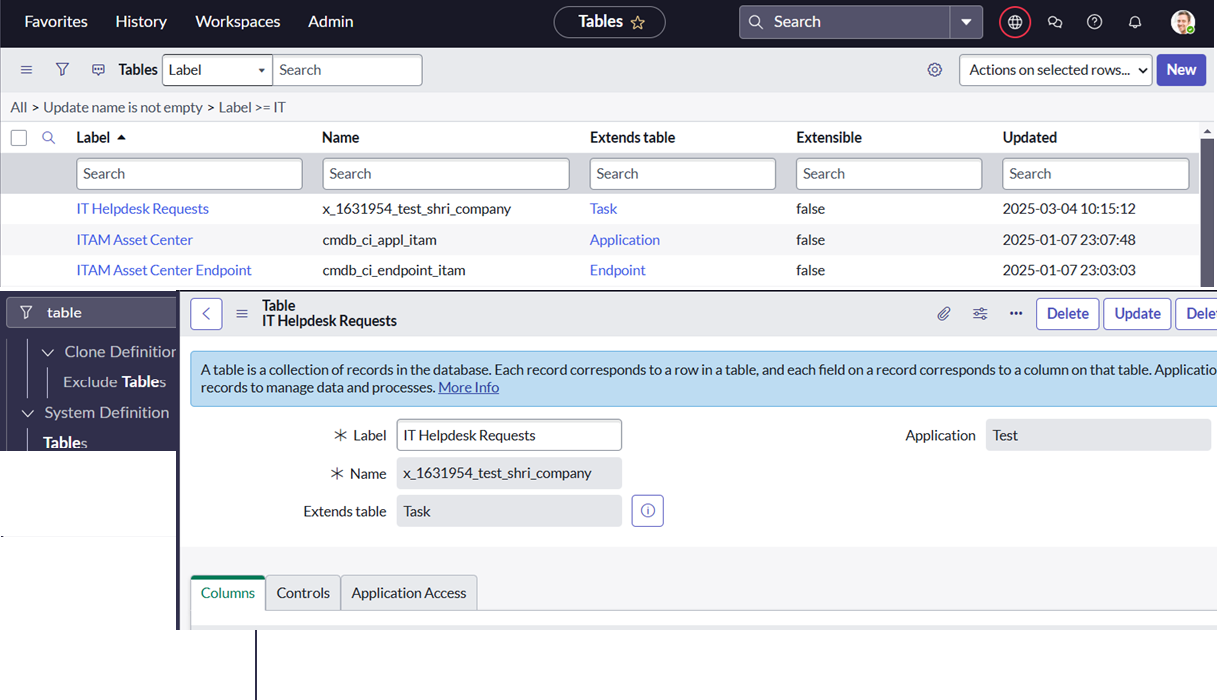 Favorites History Workspaces Admin Tables Search
Tables Label Search Actions on selected rows... New
All > Update name is not empty > Label >= IT
Label Name Extends table Extensible Updated
Search Search Search Search Search
IT Helpdesk Requests x_1631954_test_shri_company Task false 2025-03-04 10:15:12
ITAM Asset Center cmdb_ci_appl_itam Application false 2025-01-07 23:07:48
ITAM Asset Center Endpoint cmdb_ci_endpoint_itam Endpoint false 2025-01-07 23:03:03
table
Clone Definition
Exclude Tables
System Definition
Tables
Table
IT Helpdesk Requests
Delete Update Dele
A table is a collection of records in the database. Each record corresponds to a row in a table, and each field on a record corresponds to a column on that table. Applicatio
records to manage data and processes. More Info
Label IT Helpdesk Requests Application Test
Name x_1631954_test_shri_company
Extends table Task
Columns Controls Application Access